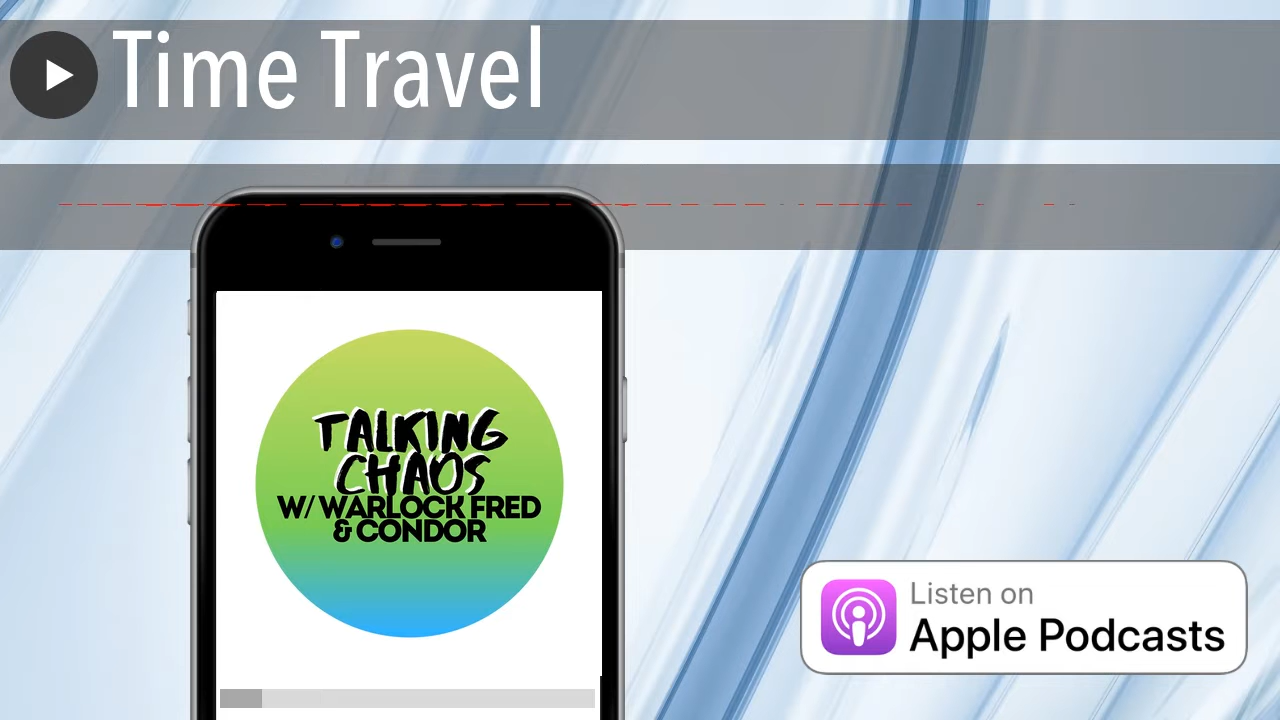 Time Travel
TALKING
CHAOS
W/ WARLOCK FRED
& CONDOR
Listen on
Apple Podcasts